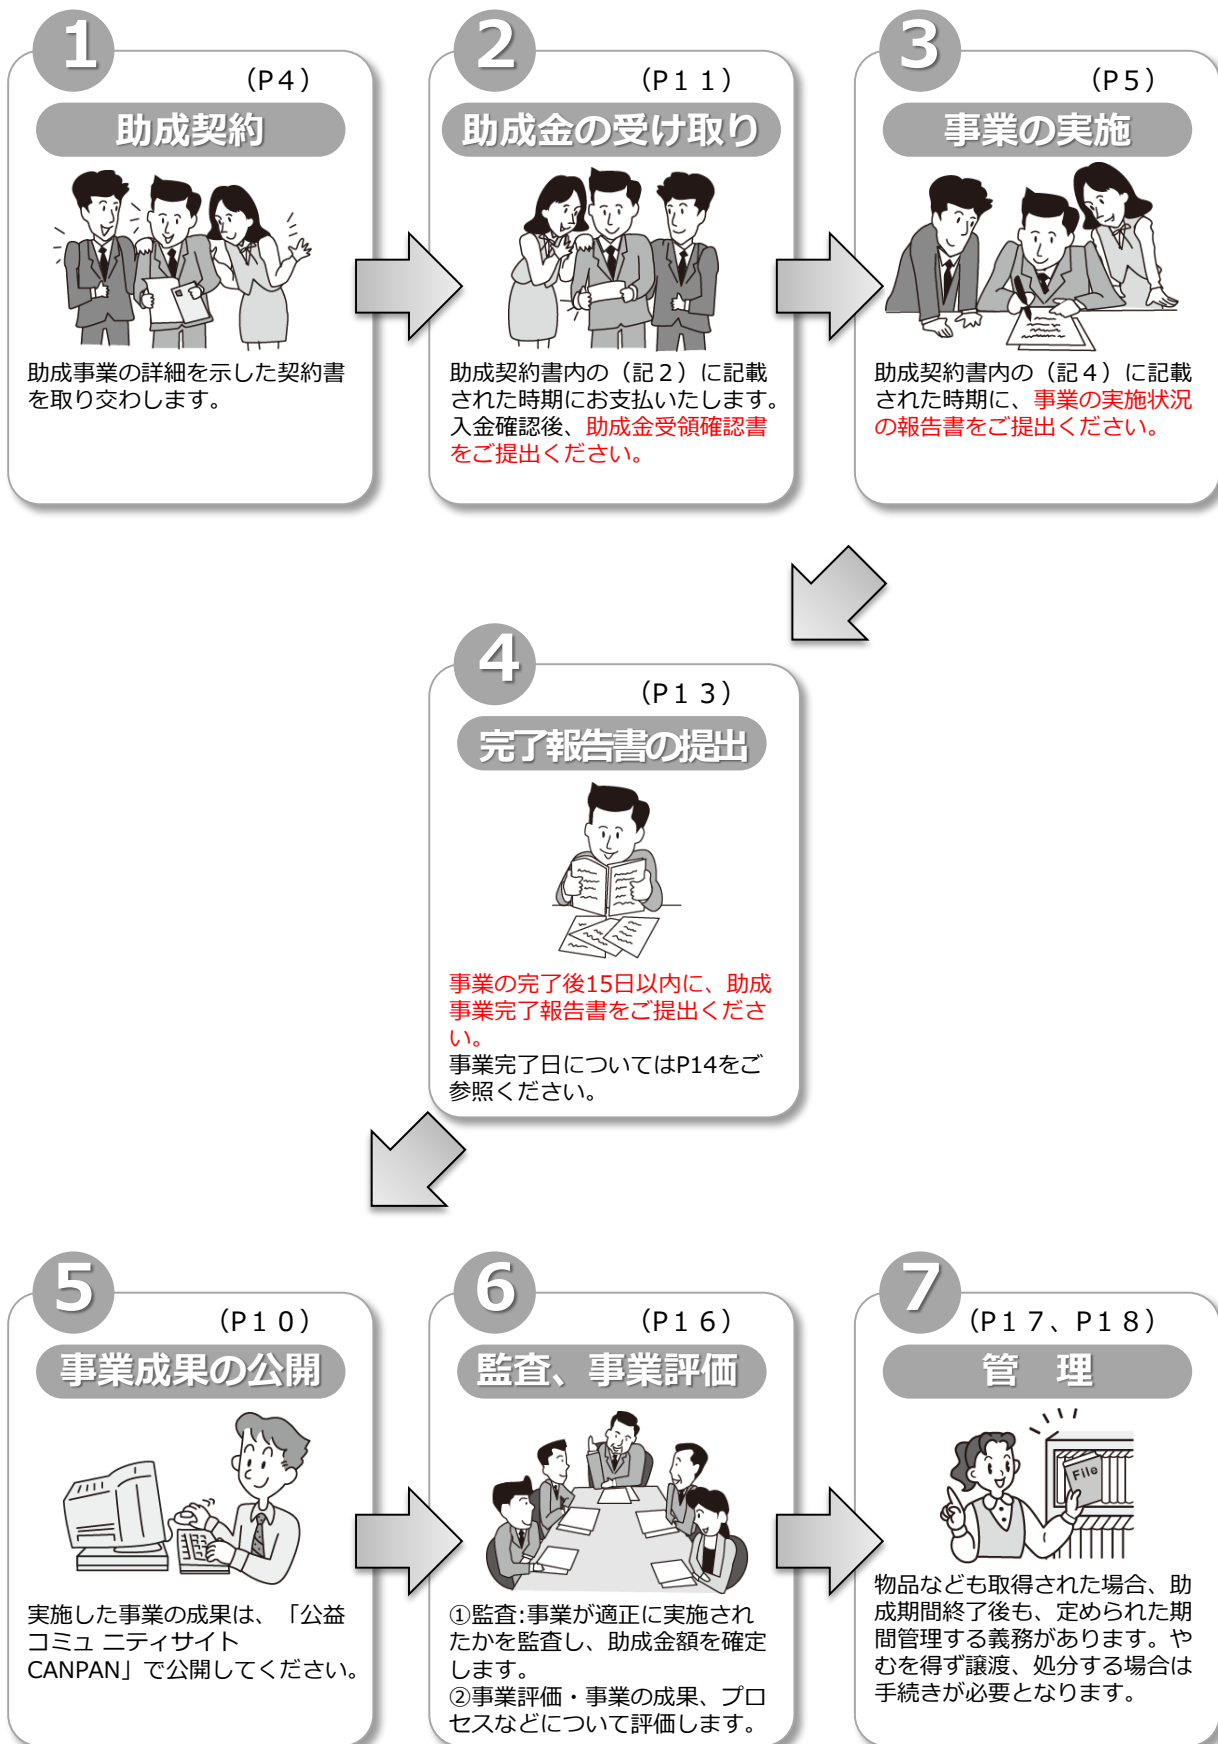 1
（P４）
助成契約
助成事業の詳細を示した契約書
を取り交わします。
2
（P１１）
助成金の受け取り
助成契約書内の（記２）に記載
された時期にお支払いたします。
入金確認後、助成金受領確認書
をご提出ください。
3
（P５）
事業の実施
助成契約書内の（記４）に記載
された時期に、事業の実施状況
の報告書をご提出ください。
4
（P１３）
完了報告書の提出
事業の完了後15日以内に、助成
事業完了報告書をご提出くださ
い。
事業完了日についてはP14をご
参照ください。
5
（P１０）
事業成果の公開
実施した事業の成果は、「公益
コミュ ニティサイト
CANPAN」で公開してください。
6
（P１６）
監査、事業評価
①監査:事業が適正に実施され
たかを監査し、助成金額を確定
します。
②事業評価・事業の成果、プロ
セスなどについて評価します。
7
（P１７、P１８）
管　理
File
物品なども取得された場合、助
成期間終了後も、定められた期
間管理する義務があります。や
むを得ず譲渡、処分する場合は
手続きが必要となります。